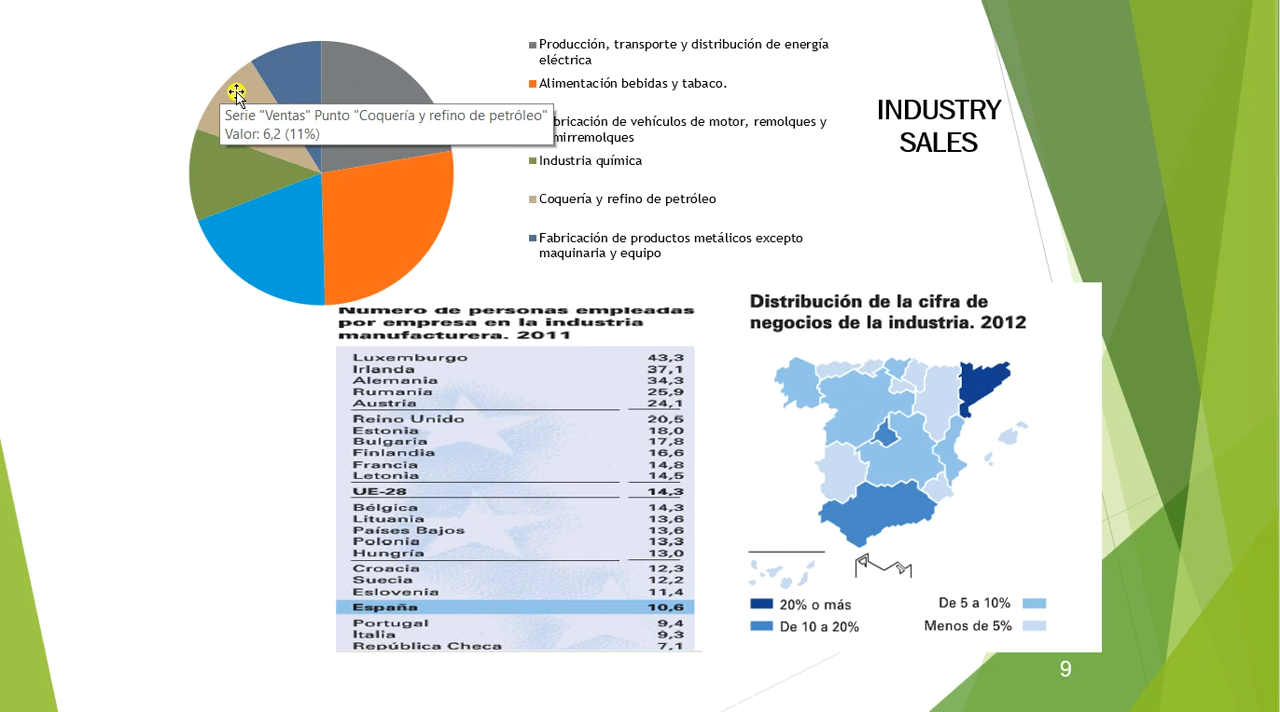 Producción, transporte y distribución de energía
eléctrica
Alimentación bebidas y tabaco.
bricación de vehículos de motor, remolques y
mirremolques
Industria química
Coquería y refino de petróleo
Fabricación de productos metálicos excepto
maquinaria y equipo
Serie "Ventas" Punto "Coquería y refino de petróleo"
Valor: 6,2 (11%)
INDUSTRY
SALES
Número de personas empleadas
por empresa en la industria
manufacturera. 2011
Luxemburgo 43,3
Irlanda 37,1
Alemania 34,3
Rumania 25,9
Austria 24,1
Reino Unido 20,5
Estonia 18,0
Bulgaria 17,8
Finlandia 16,6
Francia 14,8
Letonia 14,5
UE-28 14,3
Bélgica 14,3
Lituania 13,6
Países Bajos 13,6
Polonia 13,3
Hungría 13,0
Croacia 12,3
Suecia 12,2
Eslovenia 11,4
España 10,6
Portugal 9,4
Italia 9,3
República Checa 7,1
Distribución de la cifra de
negocios de la industria. 2012
20% o más
De 10 a 20%
De 5 a 10%
Menos de 5%
9